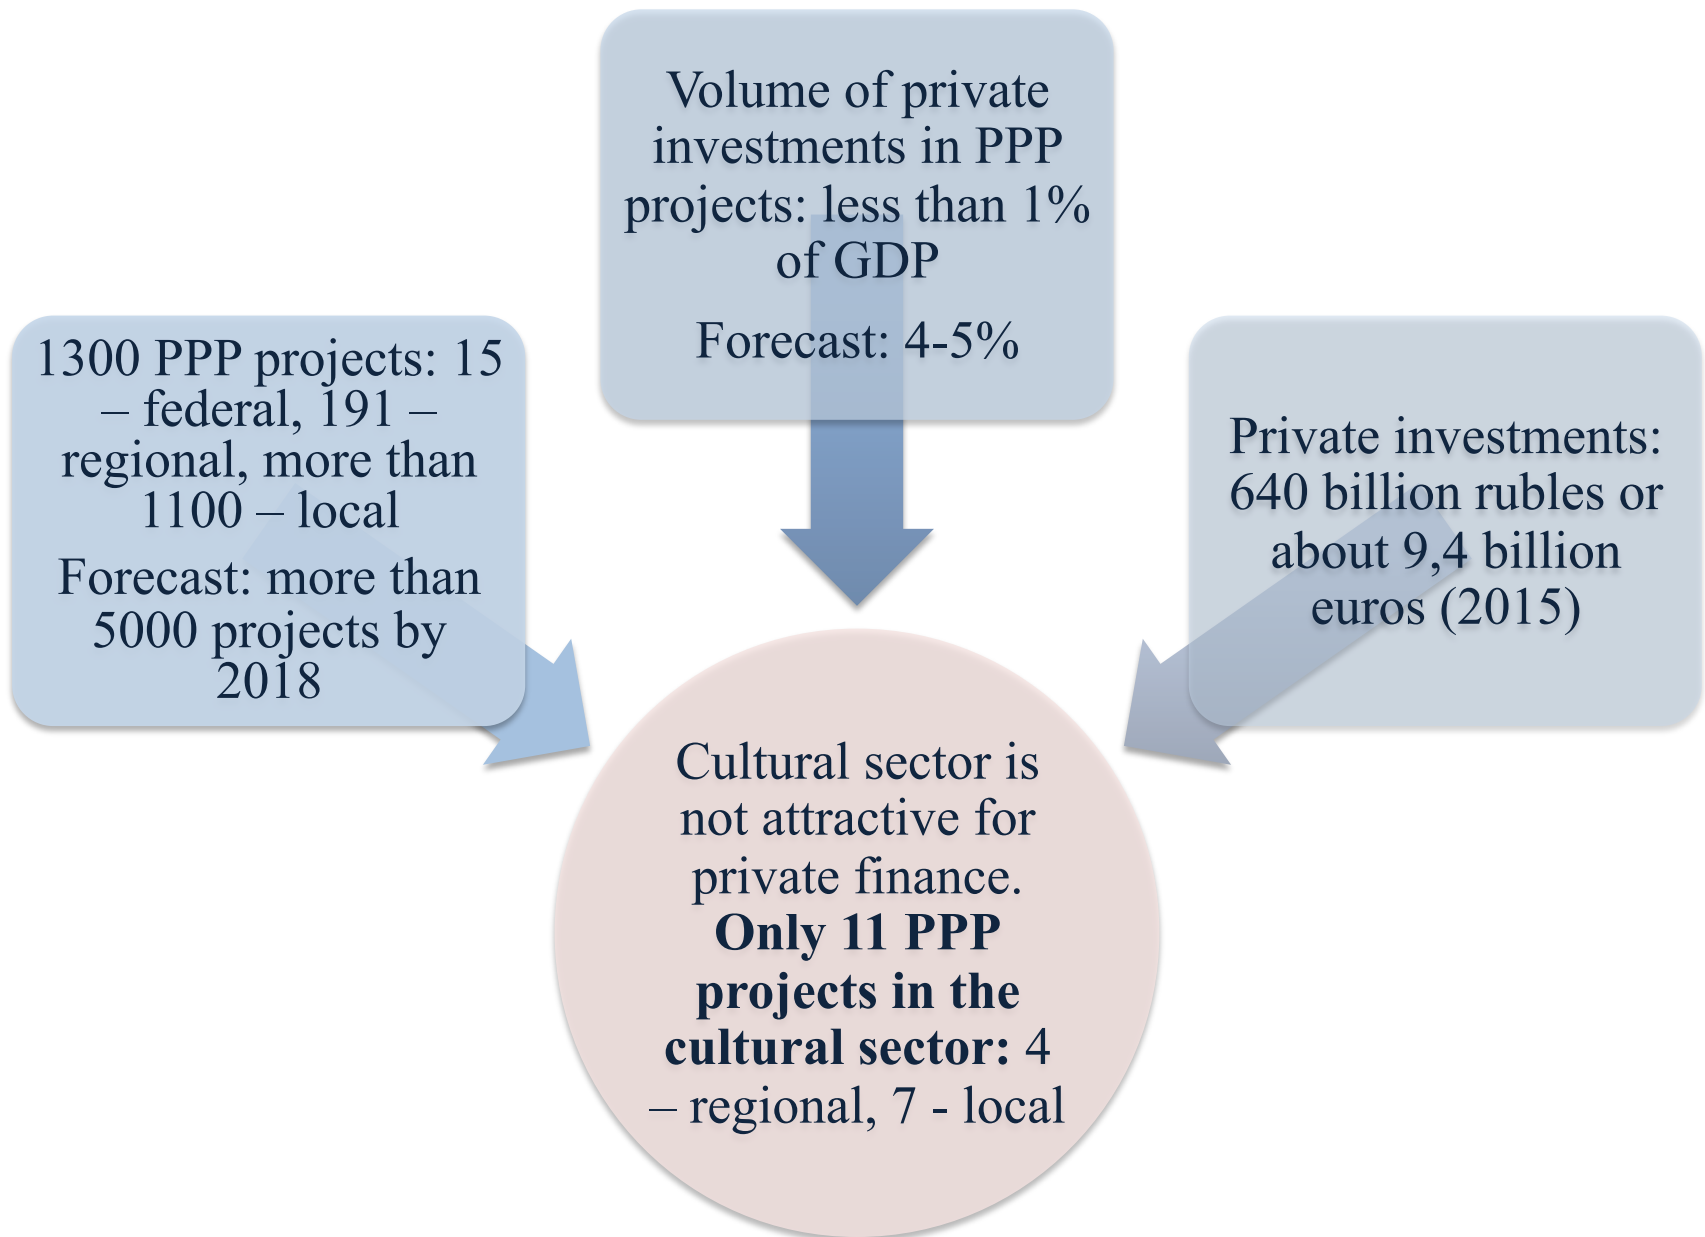 Volume of private
investments in PPP
projects: less than 1%
of GDP
Forecast: 4-5%
1300 PPP projects: 15
– federal, 191 –
regional, more than
1100 – local
Forecast: more than
5000 projects by
2018
Private investments:
640 billion rubles or
about 9,4 billion
euros (2015)
Cultural sector is
not attractive for
private finance.
Only 11 PPP
projects in the
cultural sector: 4
– regional, 7 - local